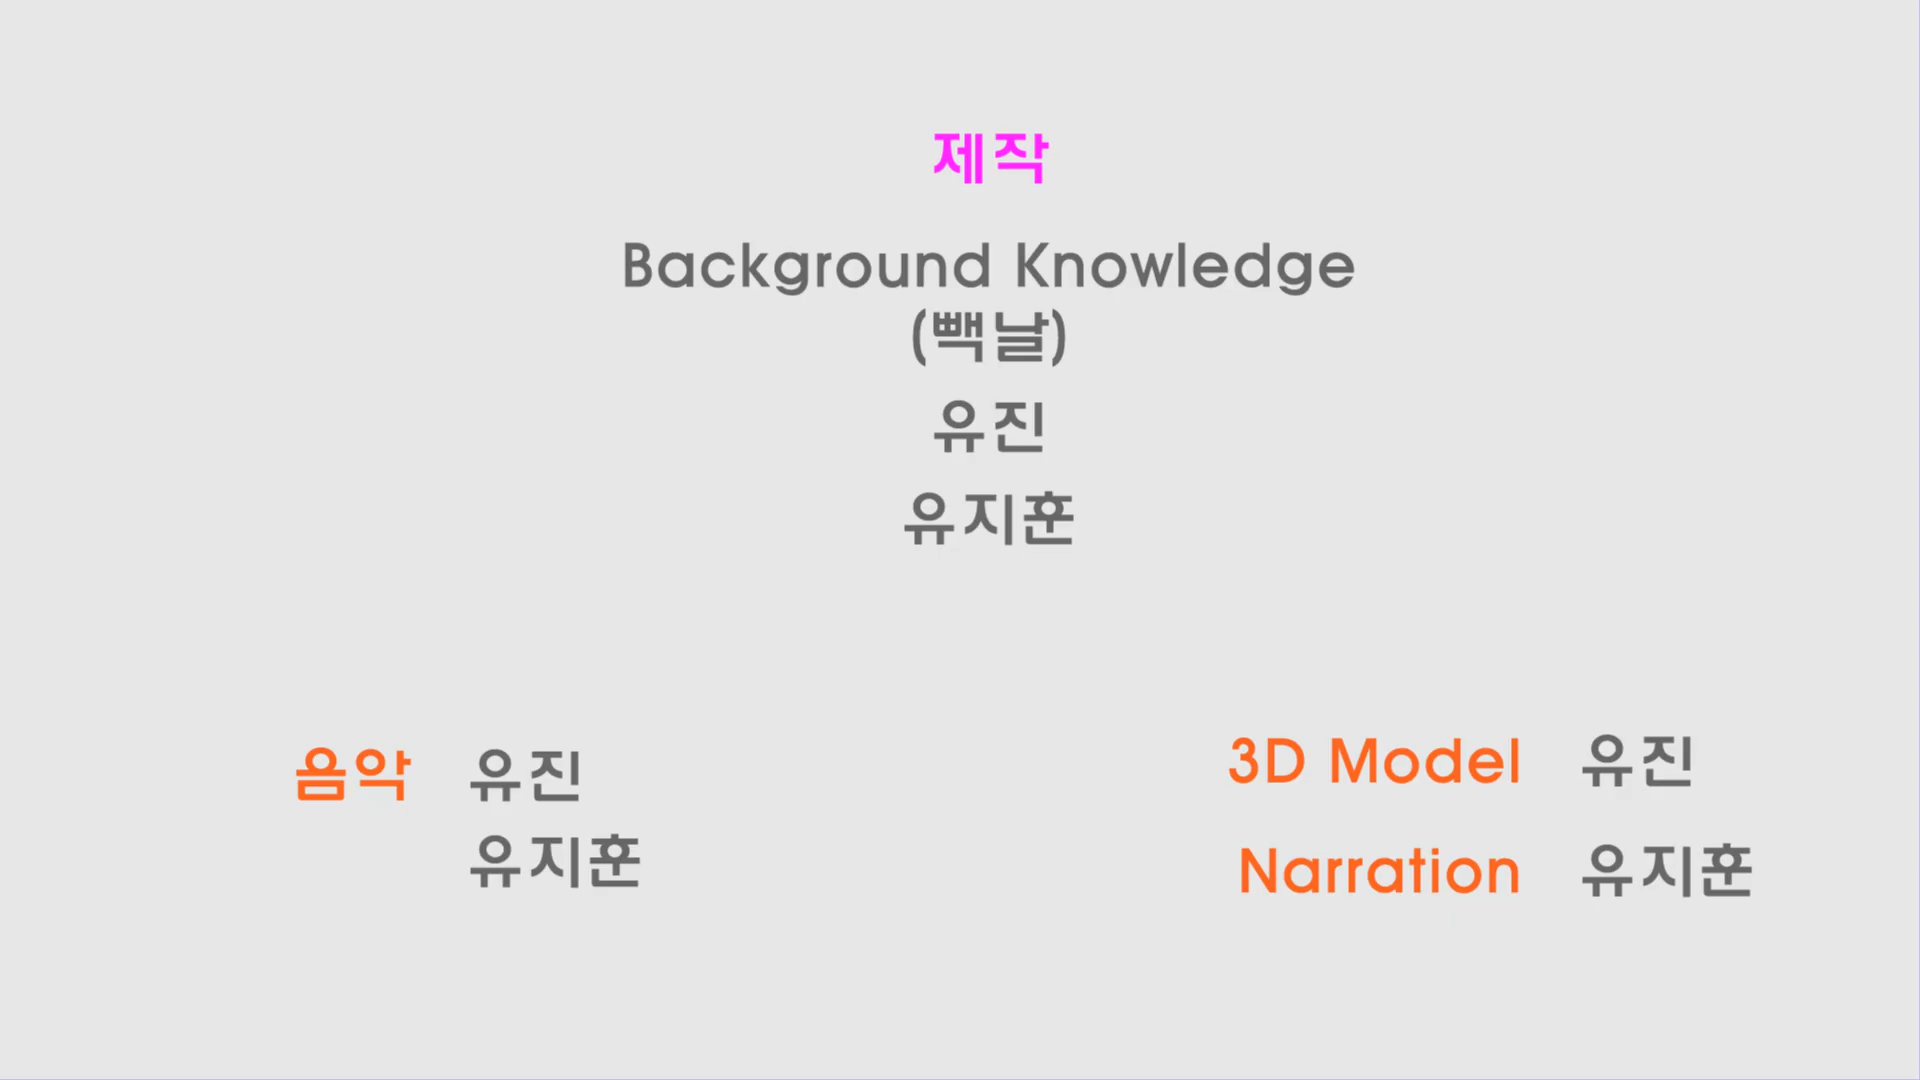 제작
Background Knowledge
(빽날)
유진
유지훈
음악 유진
유지훈
3D Model 유진
Narration 유지훈